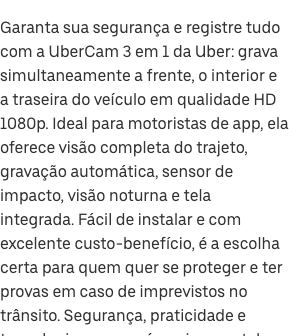 Garanta sua segurança e registre tudo
com a UberCam 3 em 1 da Uber: grava
simultaneamente a frente, o interior e
a traseira do veículo em qualidade HD
1080p. Ideal para motoristas de app, ela
oferece visão completa do trajeto,
gravação automática, sensor de
impacto, visão noturna e tela
integrada. Fácil de instalar e com
excelente custo-benefício, é a escolha
certa para quem quer se proteger e ter
provas em caso de imprevistos no
trânsito. Segurança, praticidade e